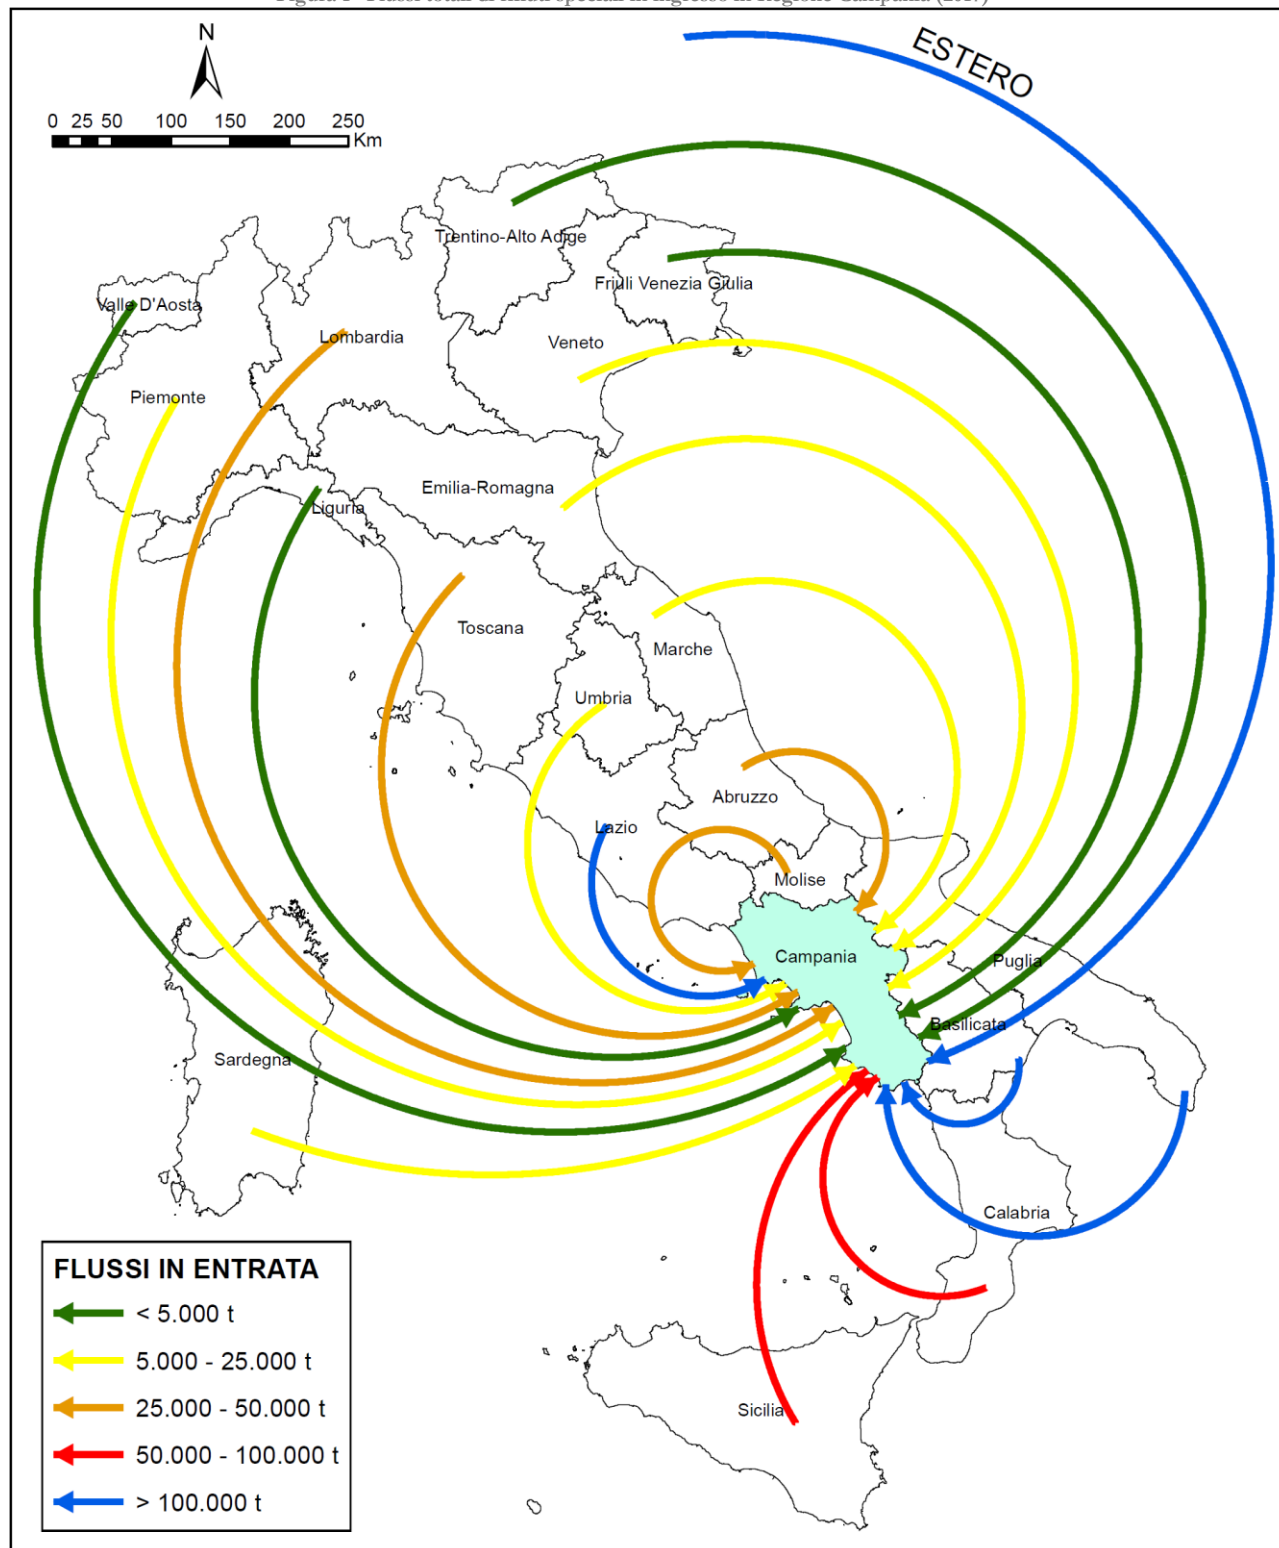 N
0 25 50 100 150 200 250
Km
ESTERO
Trentino-Alto Adige
Friuli Venezia Giulia
Valle D'Aosta
Lombardia
Veneto
Piemonte
Emilia-Romagna
Liguria
Toscana
Marche
Umbria
Abruzzo
Lazio
Molise
Campania
Puglia
Basilicata
Sardegna
Calabria
Sicilia
FLUSSI IN ENTRATA
< 5.000 t
5.000 - 25.000 t
25.000 - 50.000 t
50.000 - 100.000 t
> 100.000 t